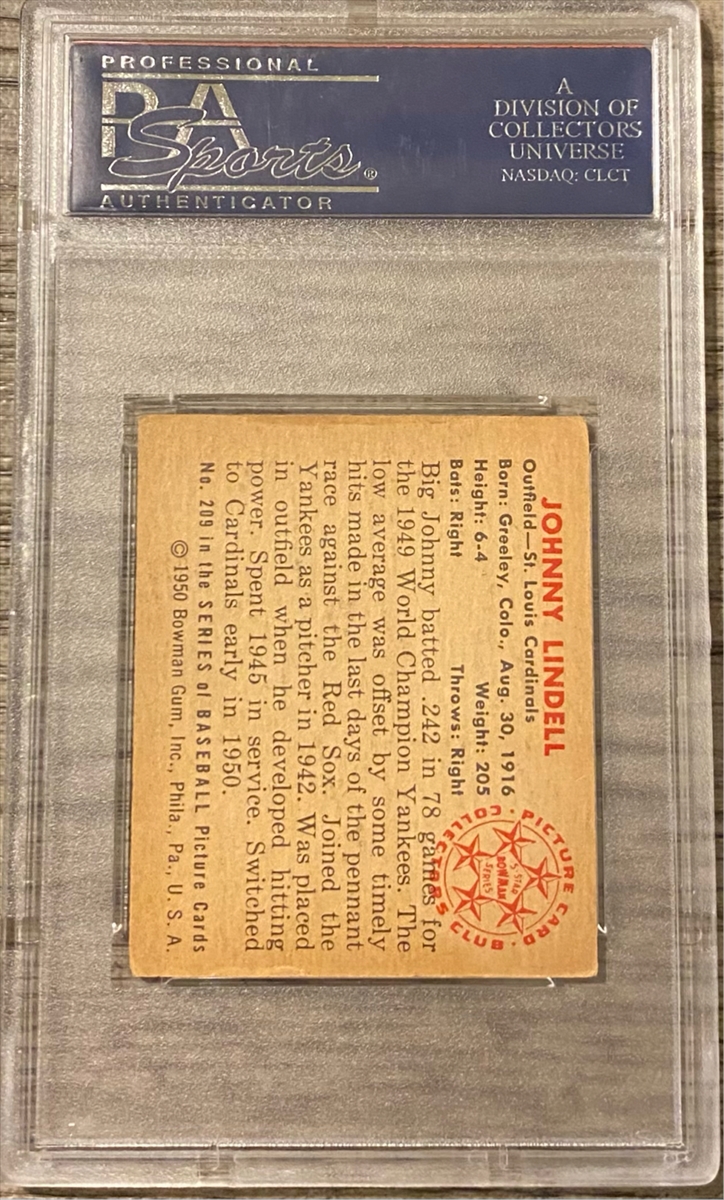 PROFESSIONAL
PSA
Sports®
AUTHENTICATOR
A
DIVISION OF
COLLECTORS
UNIVERSE
NASDAQ: CLCT
JOHNNY LINDELL
Outfield—St. Louis Cardinals
Born: Greeley, Colo., Aug. 30, 1916
Height: 6-4 Weight: 205
Bats: Right Throws: Right
PICTURE CARD · COLLECTORS CLUB ·
5-STAR
BOWMAN
SERIES
Big Johnny batted .242 in 78 games for
the 1949 World Champion Yankees. The
low average was offset by some timely
hits made in the last days of the pennant
race against the Red Sox. Joined the
Yankees as a pitcher in 1942. Was placed
in outfield when he developed hitting
power. Spent 1945 in service. Switched
to Cardinals early in 1950.
No. 209 in the SERIES of BASEBALL Picture Cards
© 1950 Bowman Gum, Inc., Phila., Pa., U. S. A.